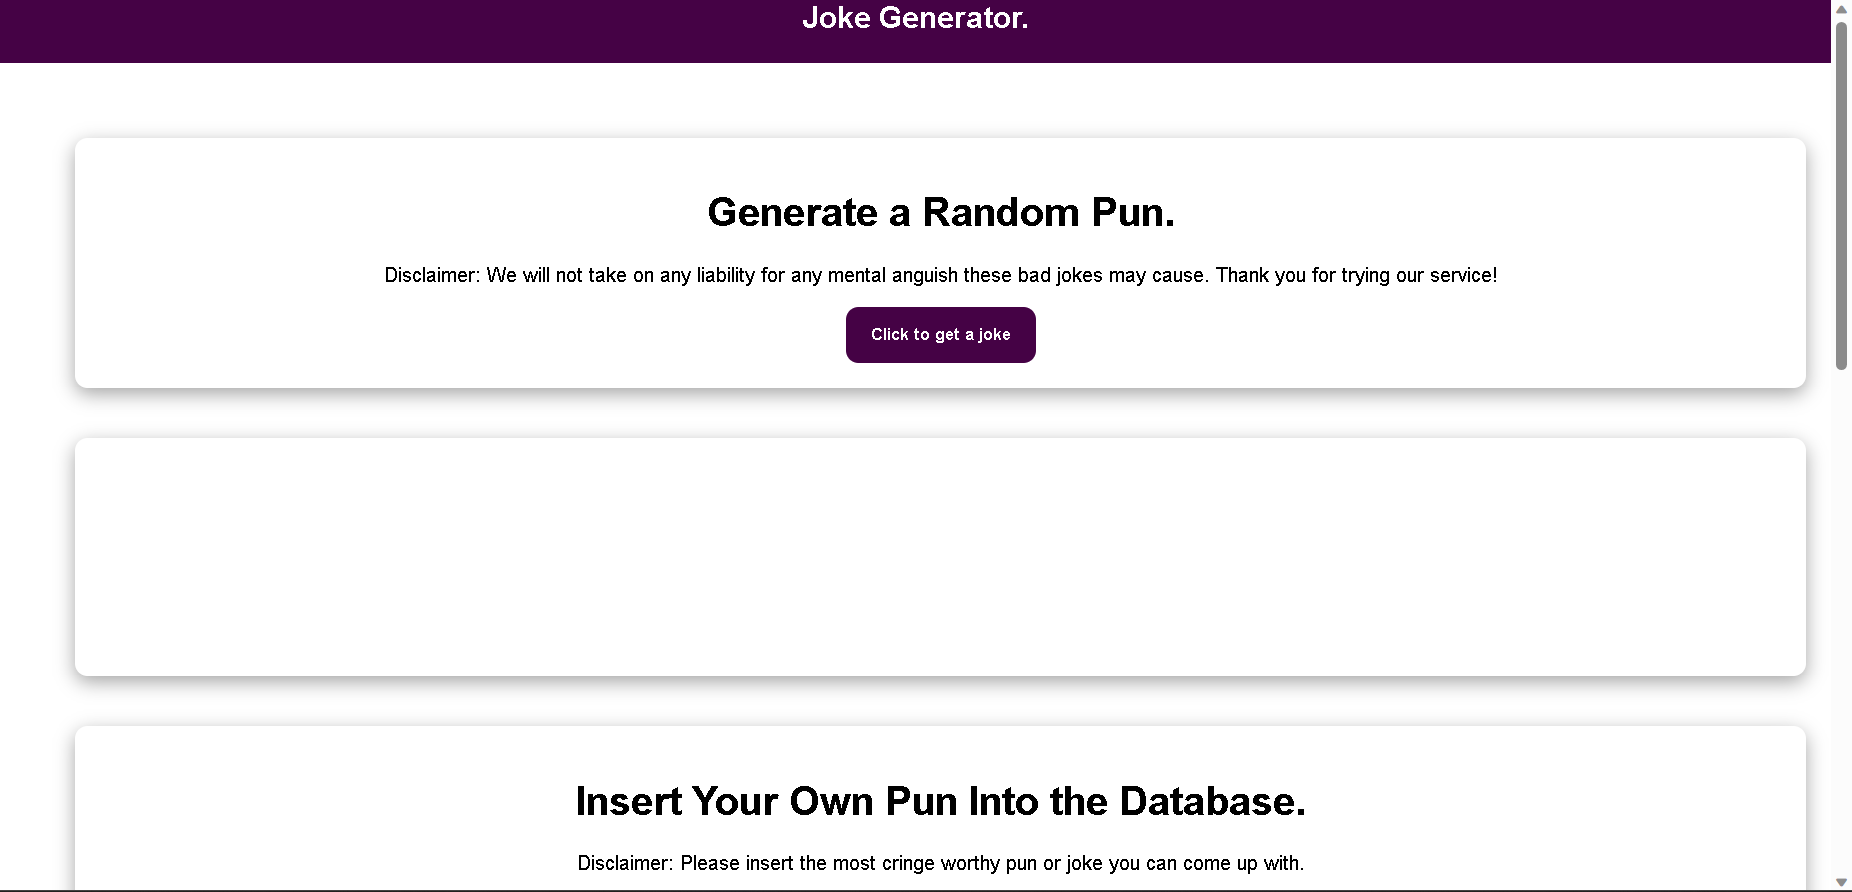 Joke Generator.
Generate a Random Pun.
Disclaimer: We will not take on any liability for any mental anguish these bad jokes may cause. Thank you for trying our service!
Click to get a joke
Insert Your Own Pun Into the Database.
Disclaimer: Please insert the most cringe worthy pun or joke you can come up with.